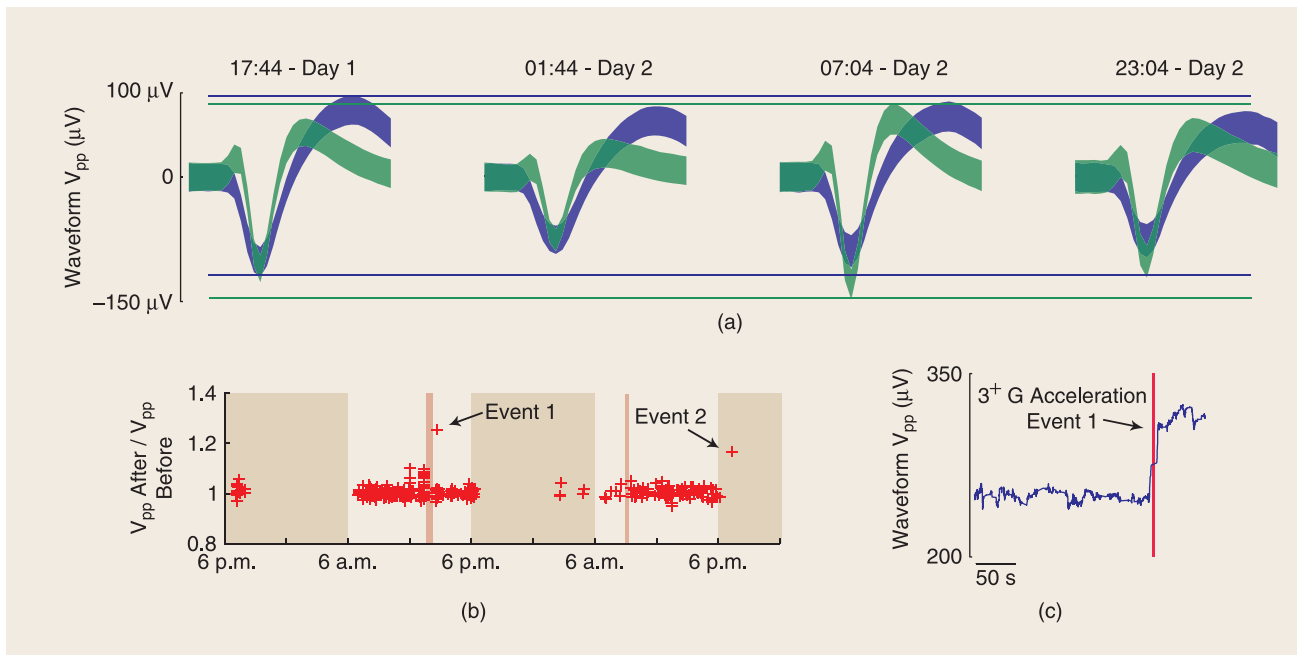 17:44 - Day 1
01:44 - Day 2
07:04 - Day 2
23:04 - Day 2
Waveform Vpp (μV)
100 μV
0
−150 μV
(a)
Vpp After / Vpp
Before
1.4
1.2
1
0.8
Event 1
Event 2
6 p.m.
6 a.m.
6 p.m.
6 a.m.
6 p.m.
(b)
Waveform Vpp (μV)
350
200
3+ G Acceleration
Event 1
50 s
(c)